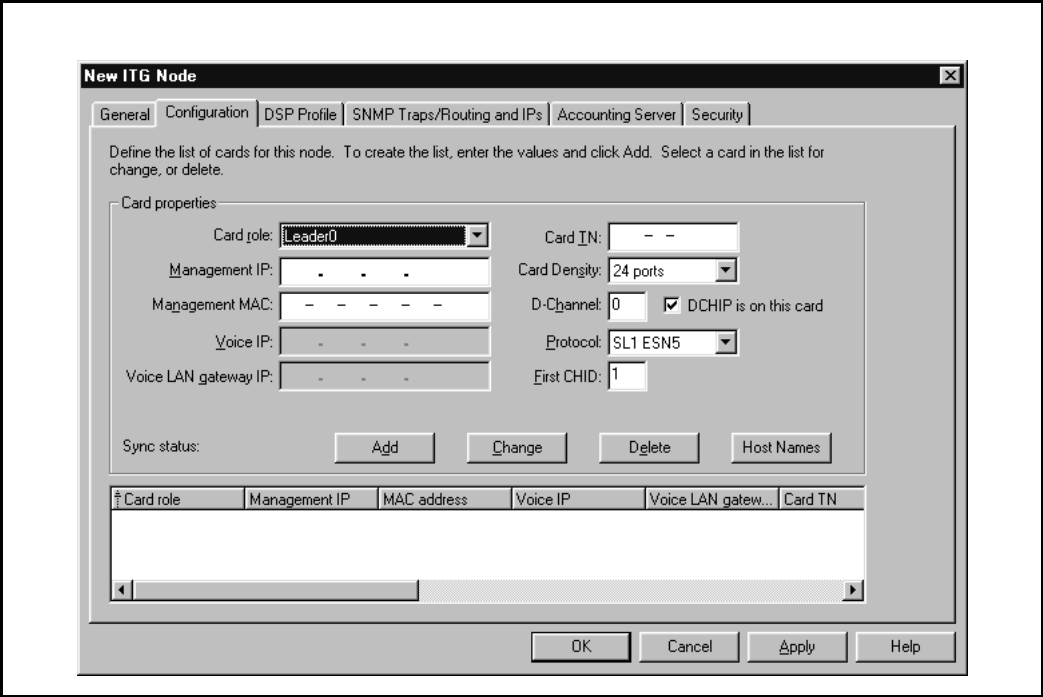 New ITG Node
General Configuration DSP Profile SNMP Traps/Routing and IPs Accounting Server Security
Define the list of cards for this node. To create the list, enter the values and click Add. Select a card in the list for
change, or delete.
Card properties
Card role: Leader0
Card TN: - -
Management IP: . . .
Card Density: 24 ports
Management MAC: - - - - -
D-Channel: 0 DCHIP is on this card
Voice IP: . . .
Protocol: SL1 ESN5
Voice LAN gateway IP: . . .
First CHID: 1
Sync status: Add Change Delete Host Names
Card role Management IP MAC address Voice IP Voice LAN gatew... Card TN
OK Cancel Apply Help